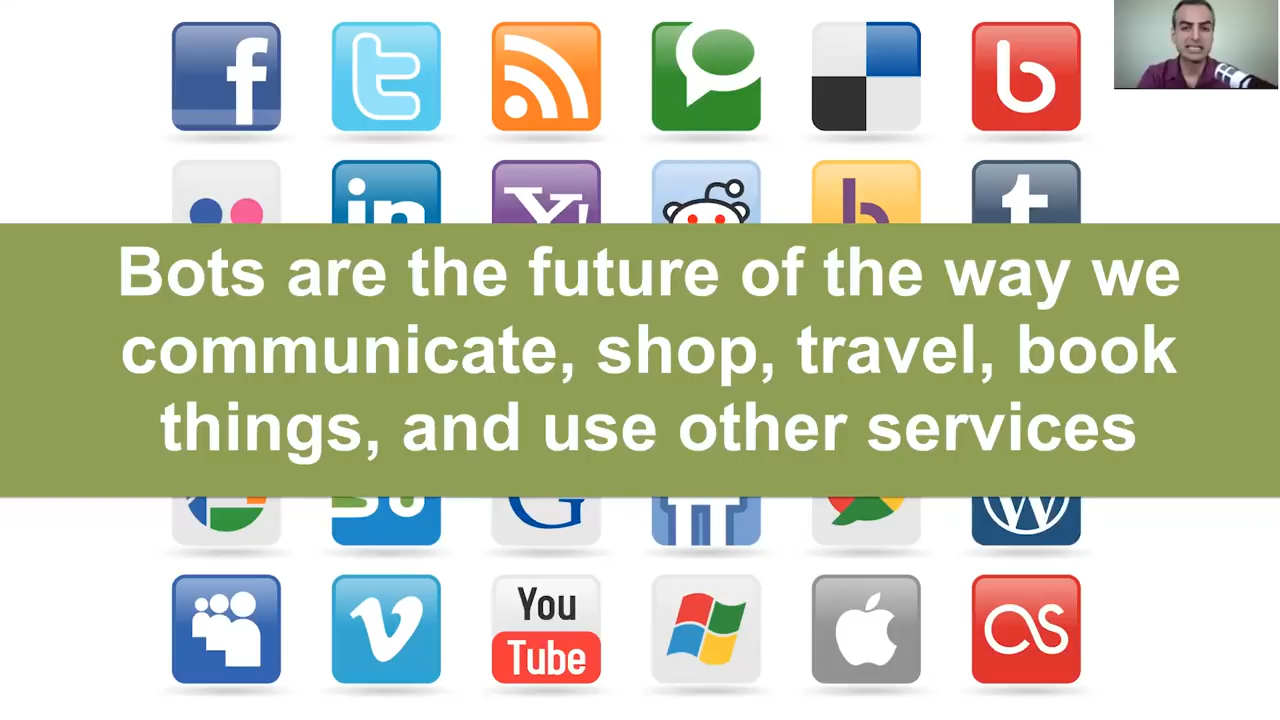 Bots are the future of the way we
communicate, shop, travel, book
things, and use other services
You
Tube